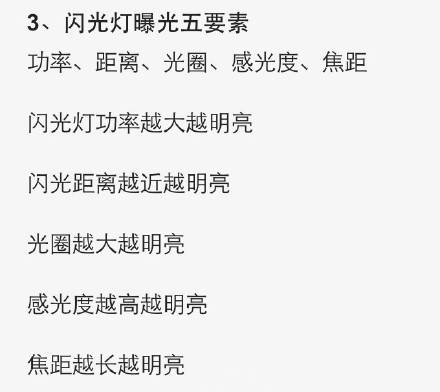 3、闪光灯曝光五要素
功率、距离、光圈、感光度、焦距
闪光灯功率越大越明亮
闪光距离越近越明亮
光圈越大越明亮
感光度越高越明亮
焦距越长越明亮